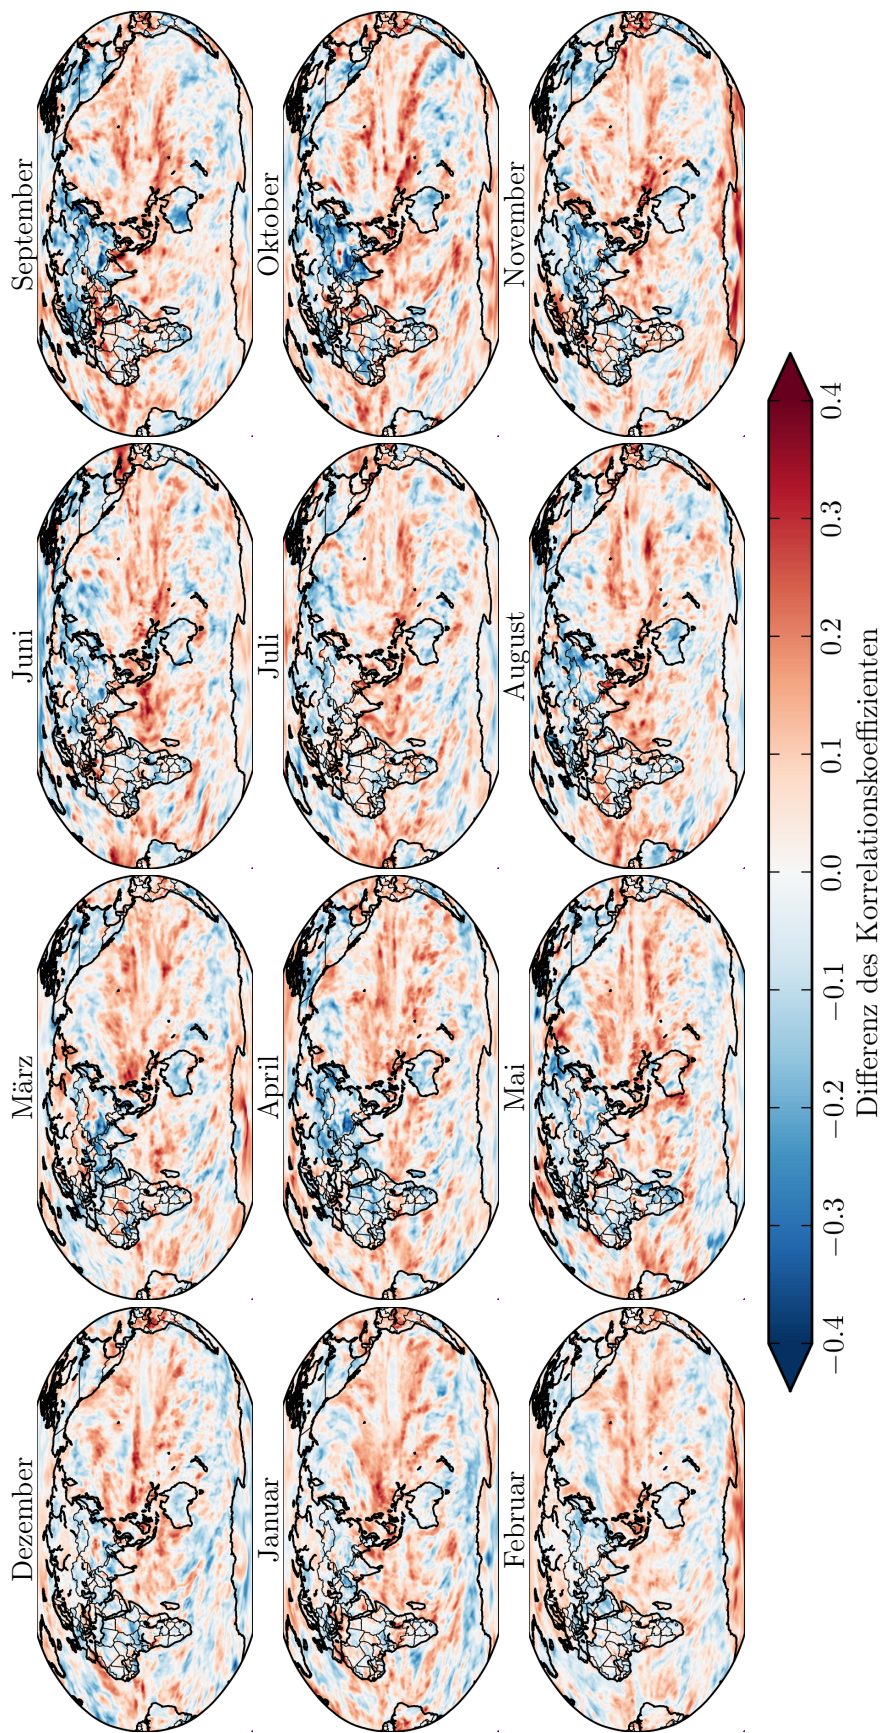 Dezember März Juni September
Januar April Juli Oktober
Februar Mai August November
−0.4 −0.3 −0.2 −0.1 0.0 0.1 0.2 0.3 0.4
Differenz des Korrelationskoeffizienten